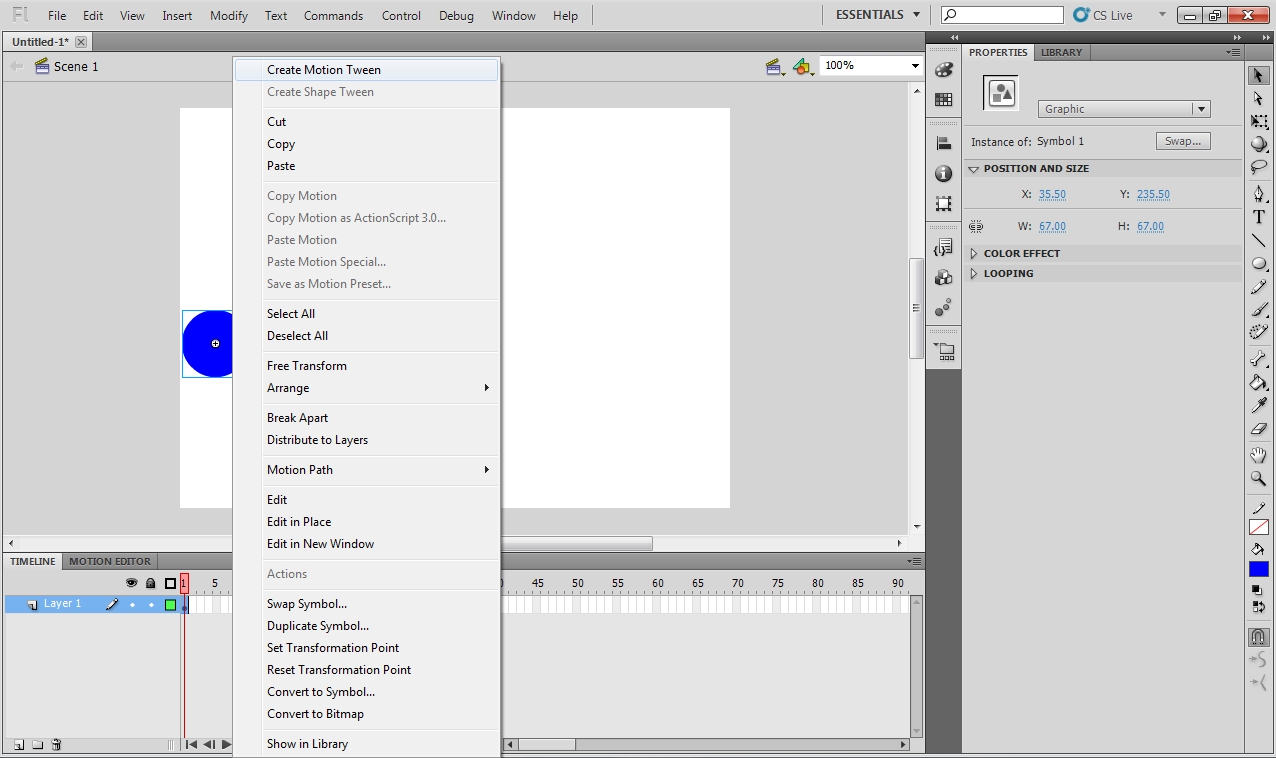 Fl File Edit View Insert Modify Text Commands Control Debug Window Help ESSENTIALS CS Live
Untitled-1*
Scene 1
100%
Create Motion Tween
Create Shape Tween
Cut
Copy
Paste
Copy Motion
Copy Motion as ActionScript 3.0...
Paste Motion
Paste Motion Special...
Save as Motion Preset...
Select All
Deselect All
Free Transform
Arrange
Break Apart
Distribute to Layers
Motion Path
Edit
Edit in Place
Edit in New Window
Actions
Swap Symbol...
Duplicate Symbol...
Set Transformation Point
Reset Transformation Point
Convert to Symbol...
Convert to Bitmap
Show in Library
PROPERTIES LIBRARY
Graphic
Instance of: Symbol 1 Swap...
POSITION AND SIZE
X: 35.50 Y: 235.50
W: 67.00 H: 67.00
COLOR EFFECT
LOOPING
TIMELINE MOTION EDITOR
1 5 45 50 55 60 65 70 75 80 85 90
Layer 1